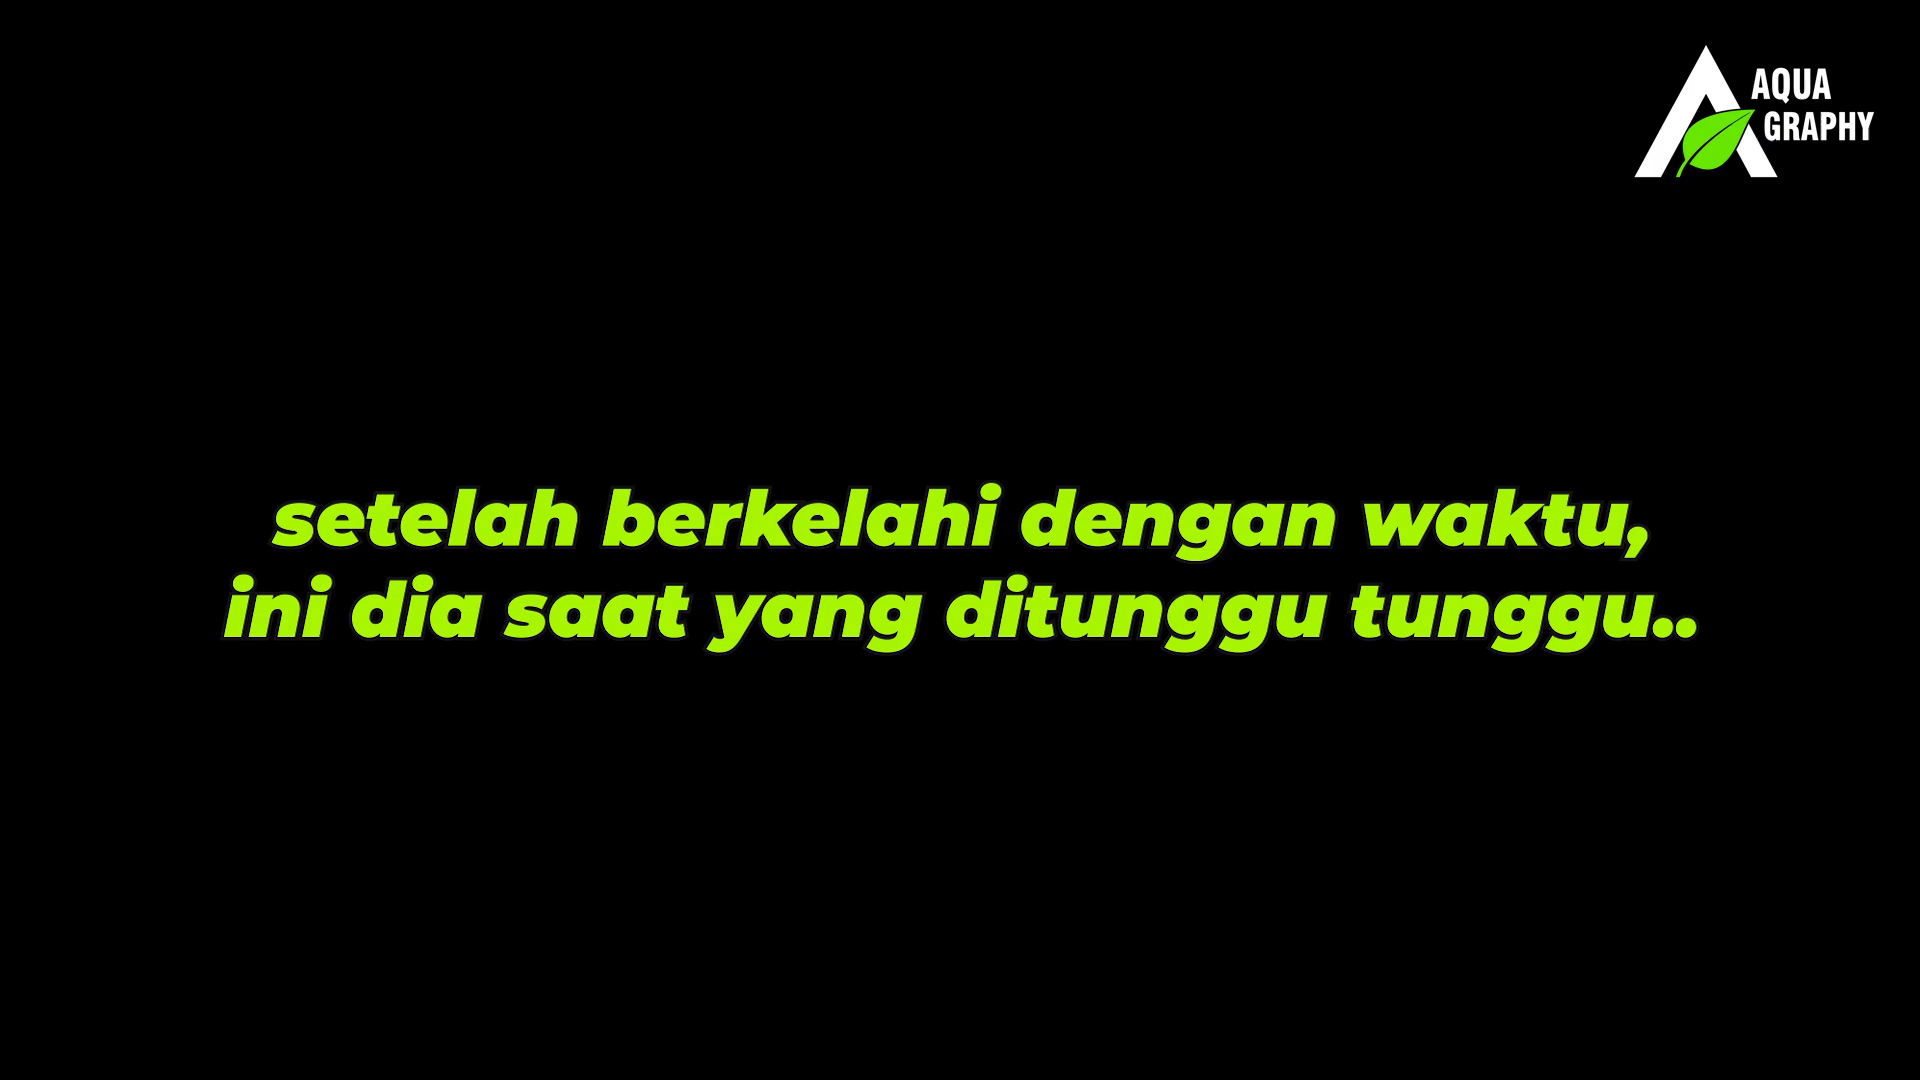 AQUA
GRAPHY
setelah berkelahi dengan waktu,
ini dia saat yang ditunggu tunggu..